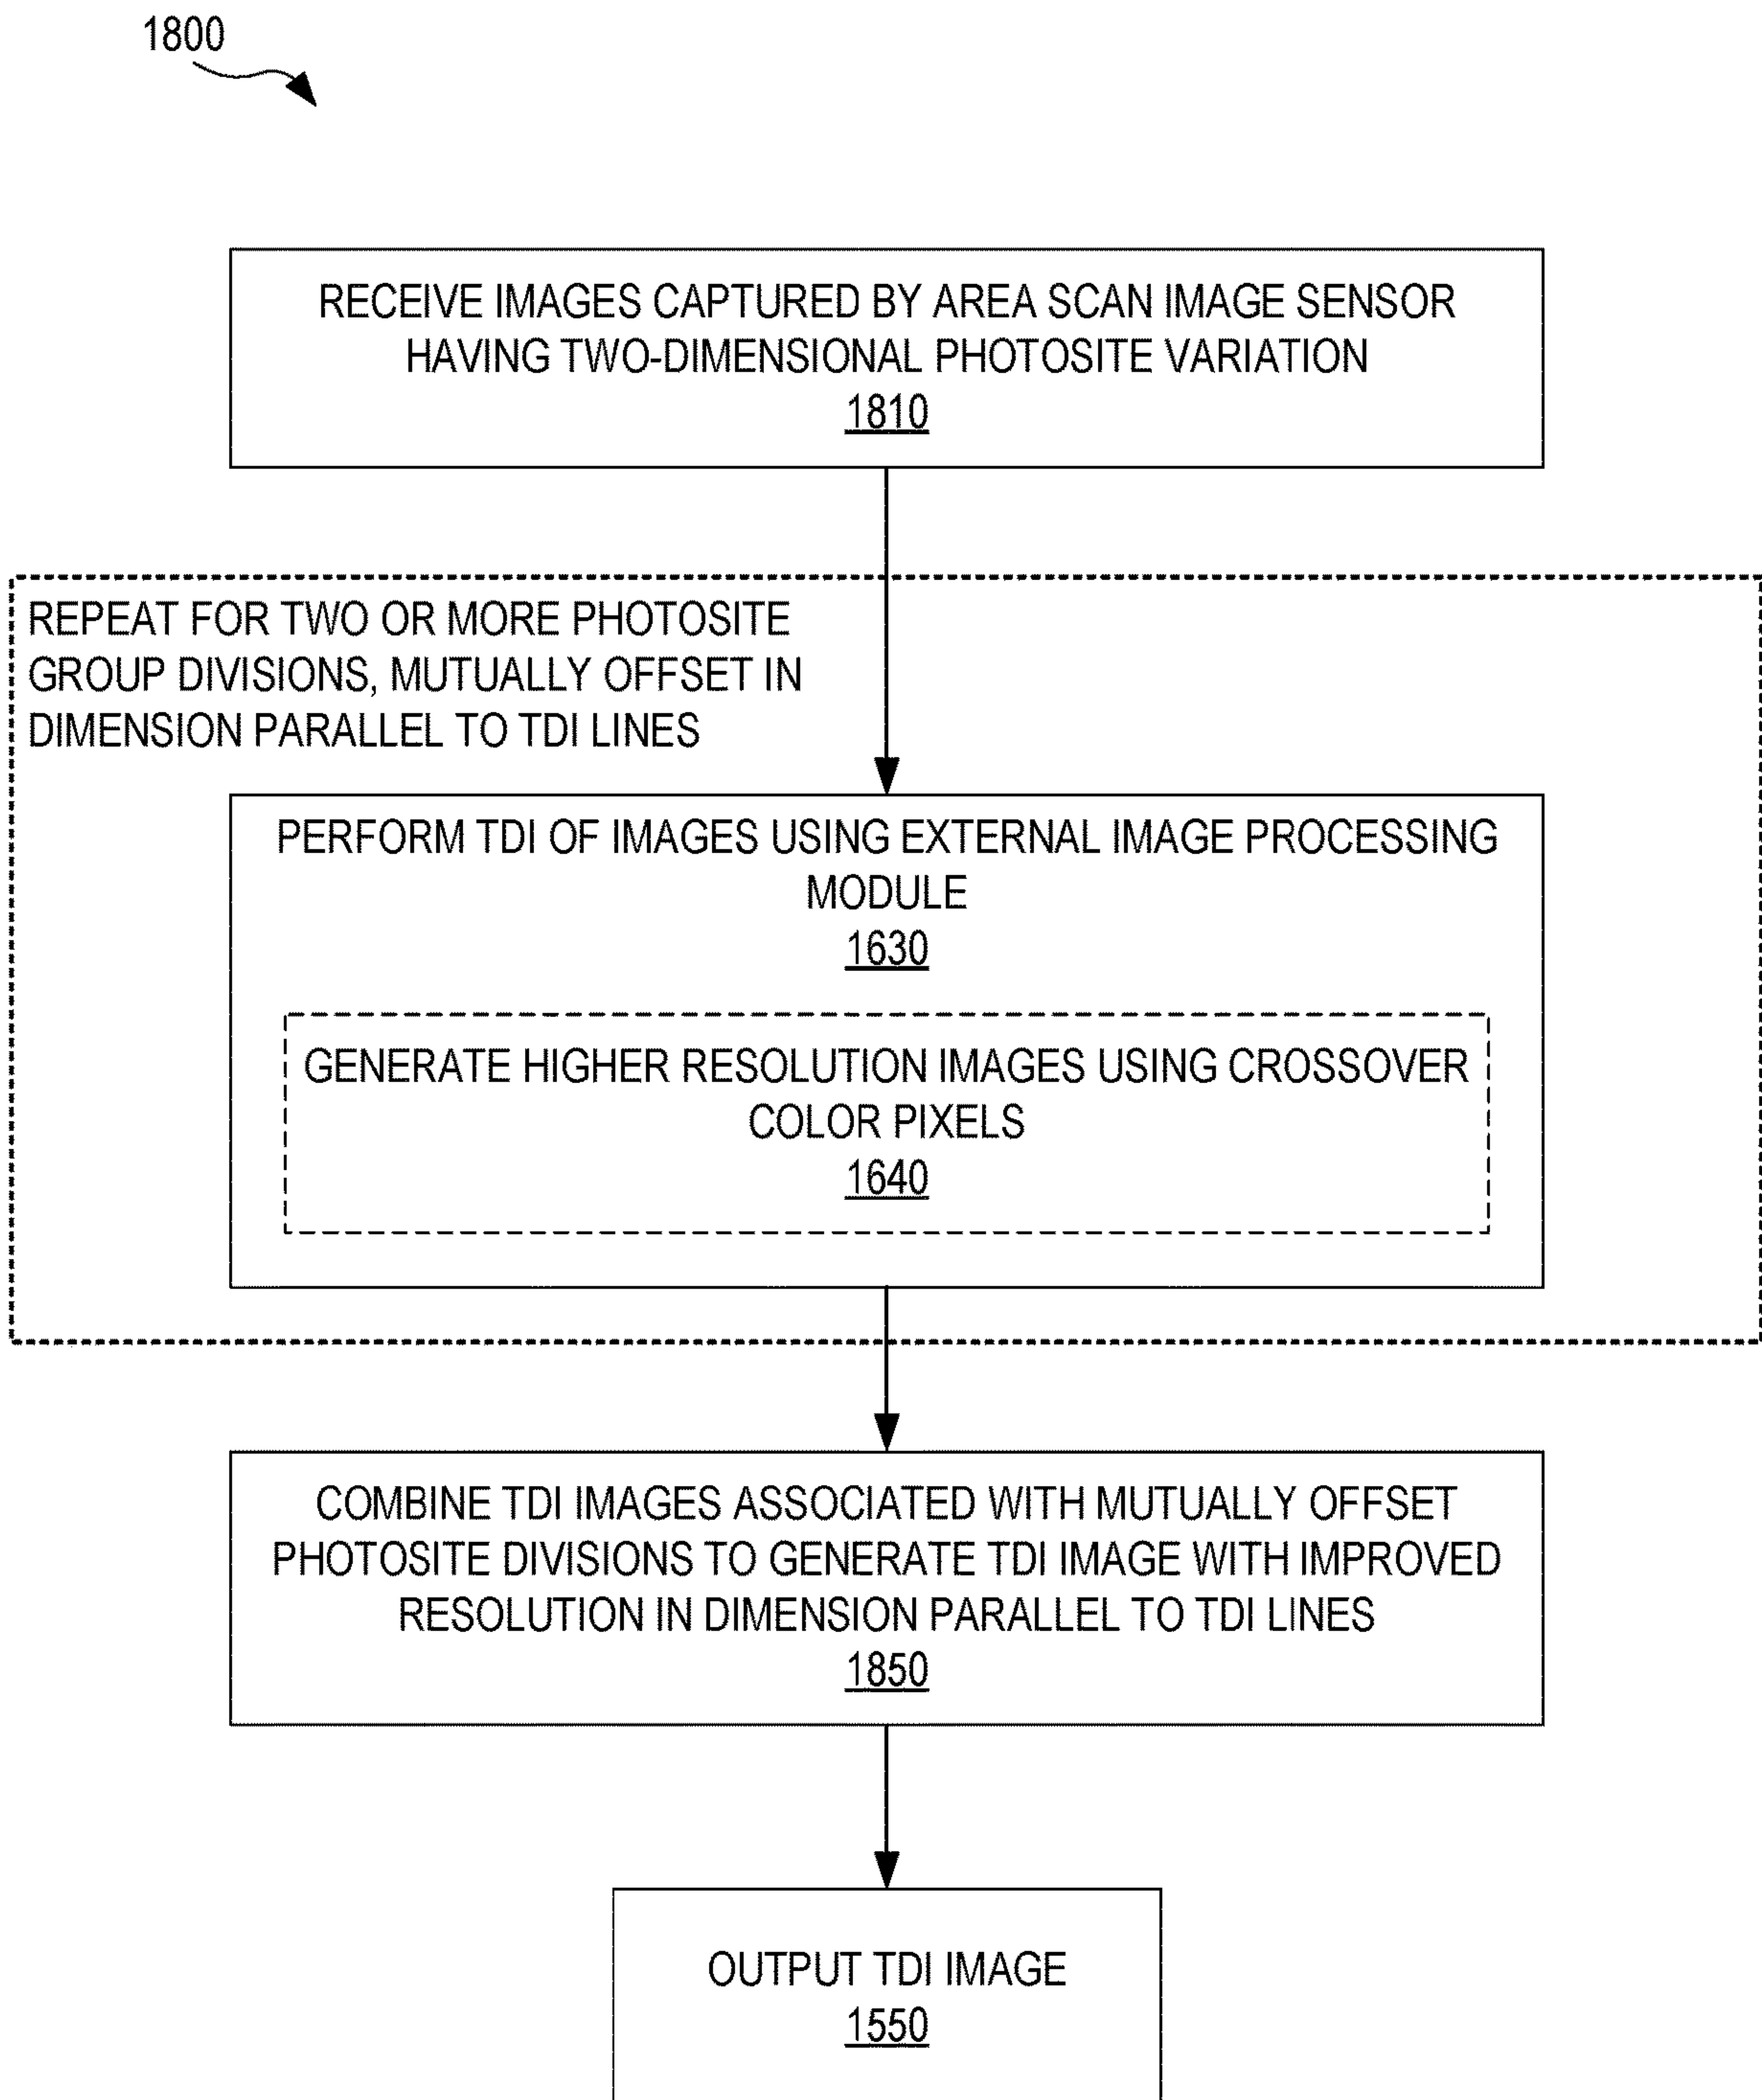 1800
RECEIVE IMAGES CAPTURED BY AREA SCAN IMAGE SENSOR
HAVING TWO-DIMENSIONAL PHOTOSITE VARIATION
1810
REPEAT FOR TWO OR MORE PHOTOSITE
GROUP DIVISIONS, MUTUALLY OFFSET IN
DIMENSION PARALLEL TO TDI LINES
PERFORM TDI OF IMAGES USING EXTERNAL IMAGE PROCESSING
MODULE
1630
GENERATE HIGHER RESOLUTION IMAGES USING CROSSOVER
COLOR PIXELS
1640
COMBINE TDI IMAGES ASSOCIATED WITH MUTUALLY OFFSET
PHOTOSITE DIVISIONS TO GENERATE TDI IMAGE WITH IMPROVED
RESOLUTION IN DIMENSION PARALLEL TO TDI LINES
1850
OUTPUT TDI IMAGE
1550